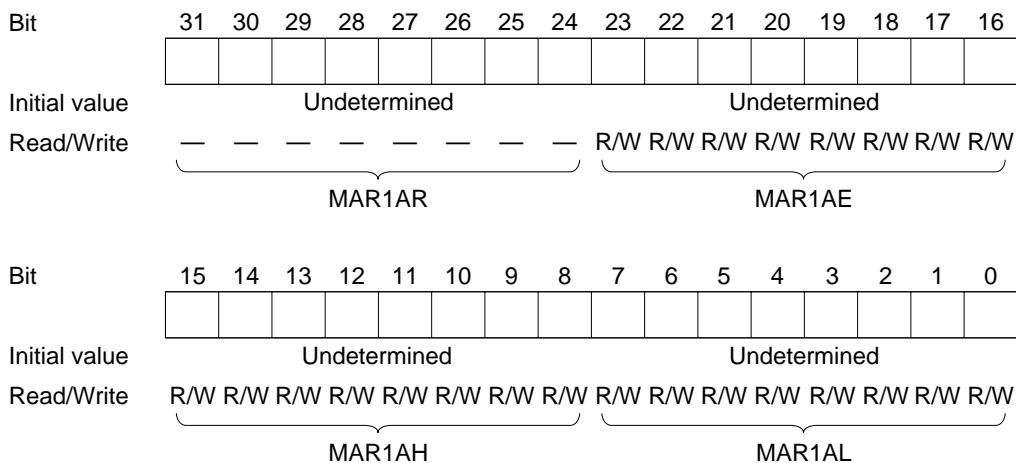 Bit 31 30 29 28 27 26 25 24 23 22 21 20 19 18 17 16
Initial value Undetermined Undetermined
Read/Write — — — — — — — — R/W R/W R/W R/W R/W R/W R/W R/W
MAR1AR MAR1AE
Bit 15 14 13 12 11 10 9 8 7 6 5 4 3 2 1 0
Initial value Undetermined Undetermined
Read/Write R/W R/W R/W R/W R/W R/W R/W R/W R/W R/W R/W R/W R/W R/W R/W R/W
MAR1AH MAR1AL